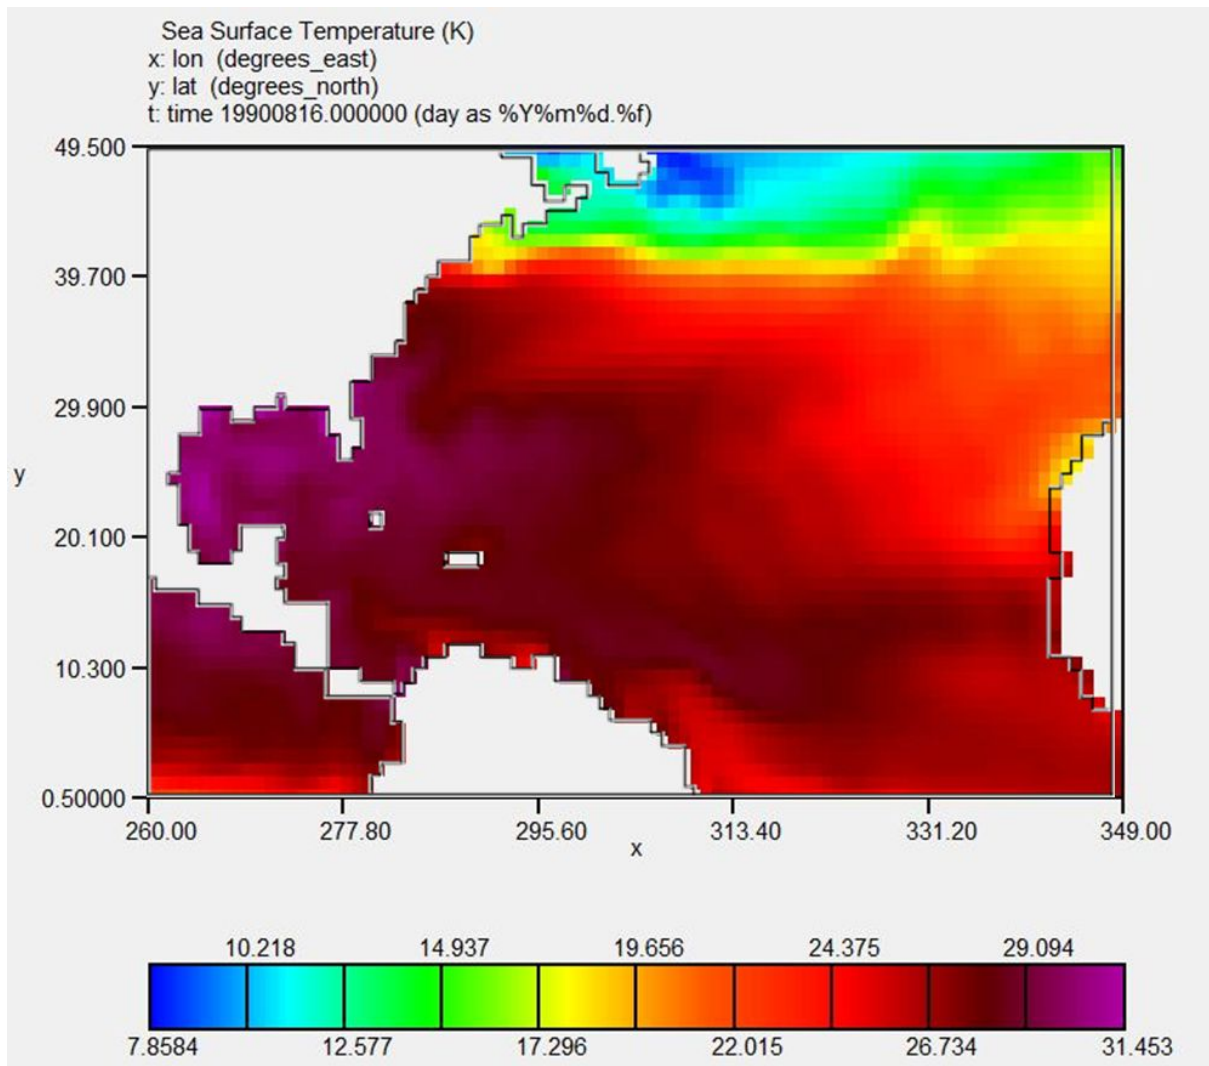 Sea Surface Temperature (K)
x: lon (degrees_east)
y: lat (degrees_north)
t: time 19900816.000000 (day as %Y%m%d.%f)
49.500
39.700
29.900
y
20.100
10.300
0.50000
260.00 277.80 295.60 313.40 331.20 349.00
x
10.218 14.937 19.656 24.375 29.094
7.8584 12.577 17.296 22.015 26.734 31.453